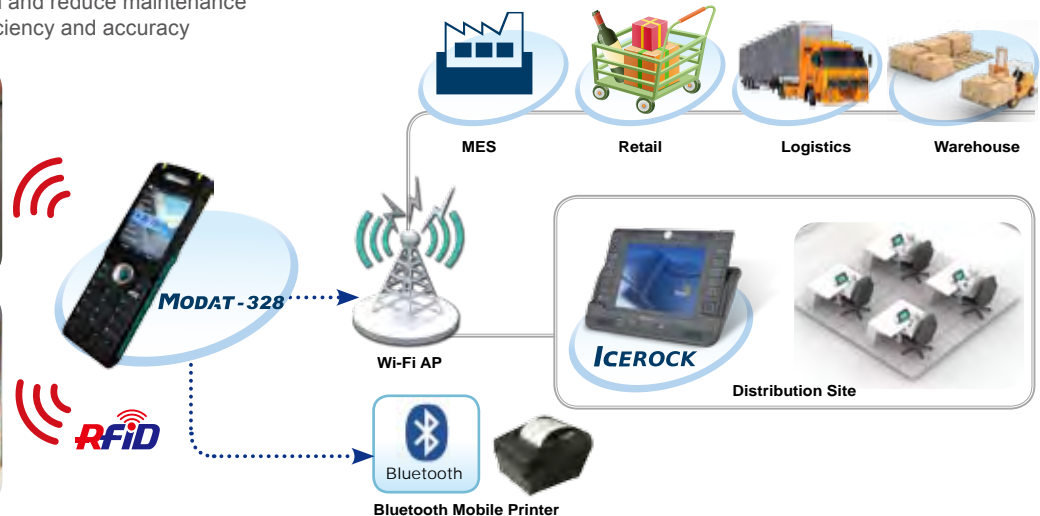 and reduce maintenance
ciency and accuracy
MES
Retail
Logistics
Warehouse
MODAT-328
Wi-Fi AP
ICEROCK
Distribution Site
RFiD
Bluetooth
Bluetooth Mobile Printer